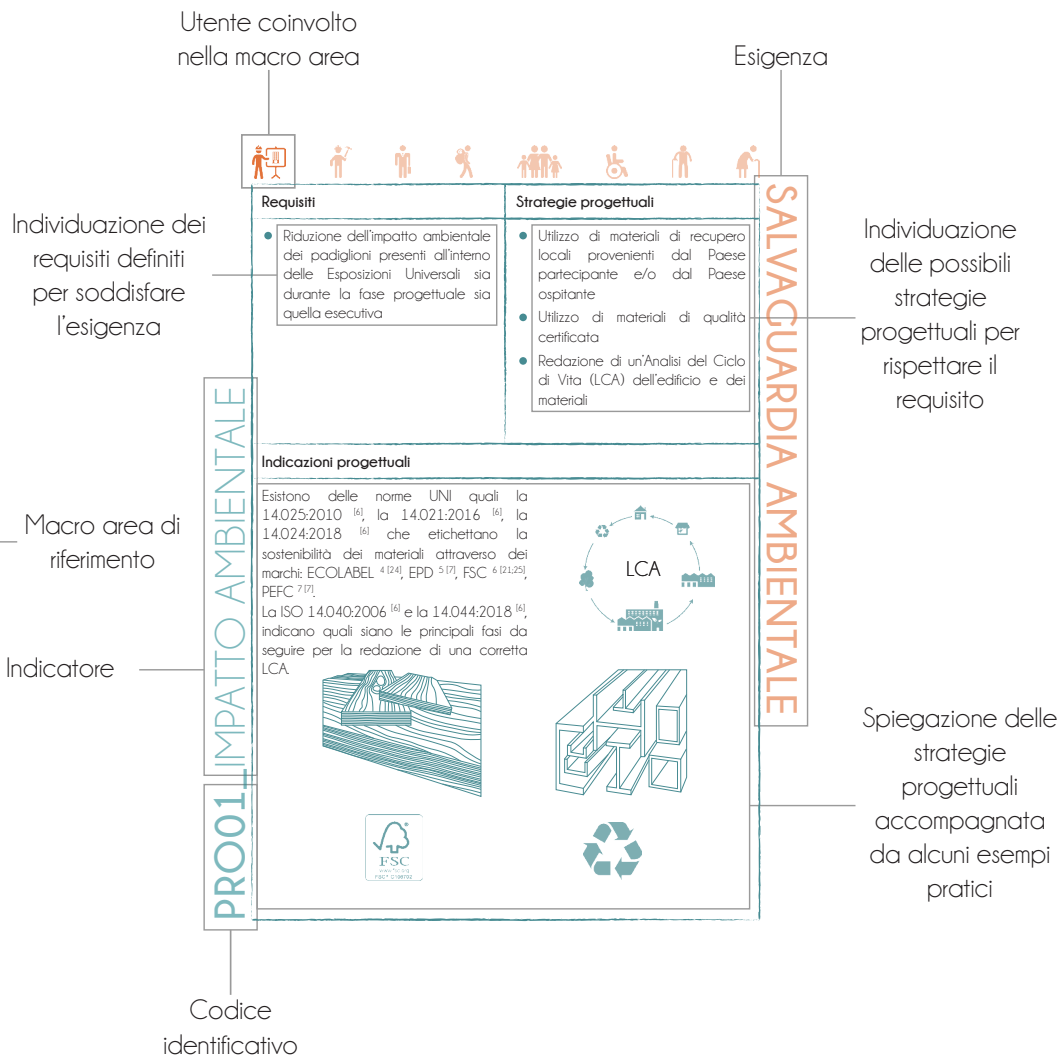 Utente coinvolto
nella macro area
Esigenza
Individuazione dei
requisiti definiti
per soddisfare
l'esigenza
Requisiti
Riduzione dell'impatto ambientale
dei padiglioni presenti all'interno
delle Esposizioni Universali sia
durante la fase progettuale sia
quella esecutiva
Strategie progettuali
Utilizzo di materiali di recupero
locali provenienti dal Paese
partecipante e/o dal Paese
ospitante
Utilizzo di materiali di qualità
certificata
Redazione di un'Analisi del Ciclo
di Vita (LCA) dell'edificio e dei
materiali
SALVAGUARDIA AMBIENTALE
Individuazione
delle possibili
strategie
progettuali per
rispettare il
requisito
Macro area di
riferimento
Indicatore
PRO01_IMPATTO AMBIENTALE
Indicazioni progettuali
Esistono delle norme UNI quali la
14.025:2010 [6], la 14.021:2016 [6], la
14.024:2018 [6] che etichettano la
sostenibilità dei materiali attraverso dei
marchi: ECOLABEL 4 [24], EPD 5 [7], FSC 6 [21;25],
PEFC 7 [7].
La ISO 14.040:2006 [6] e la 14.044:2018 [6],
indicano quali siano le principali fasi da
seguire per la redazione di una corretta
LCA.
LCA
FSC
www.fsc.org
Spiegazione delle
strategie
progettuali
accompagnata
da alcuni esempi
pratici
Codice
identificativo